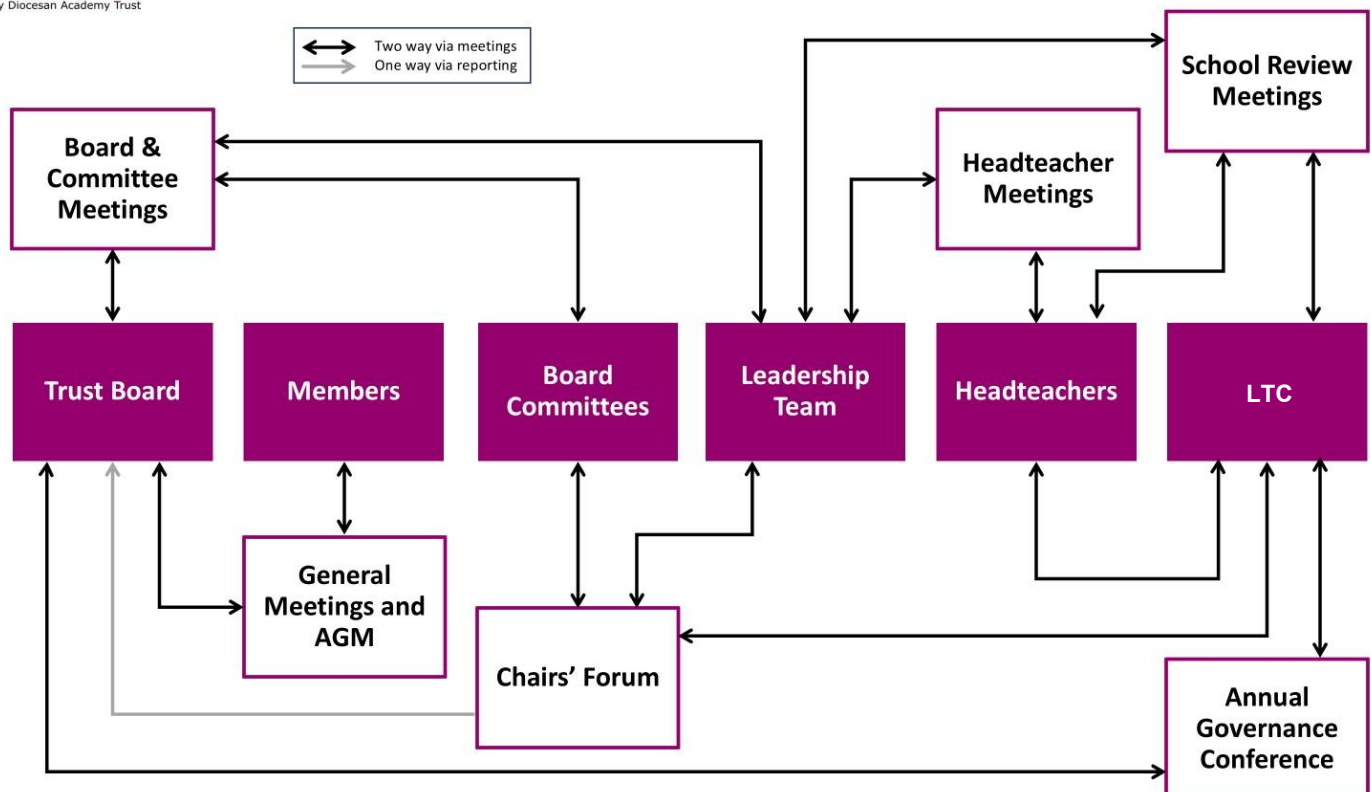 y Diocesan Academy Trust
Two way via meetings
One way via reporting
School Review
Meetings
Board &
Committee
Meetings
Headteacher
Meetings
Trust Board
Members
Board
Committees
Leadership
Team
Headteachers
LTC
General
Meetings and
AGM
Chairs’ Forum
Annual
Governance
Conference